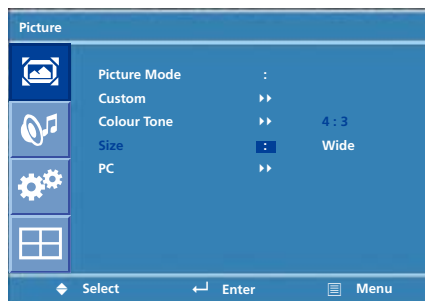 Picture
Picture Mode :
Custom
Colour Tone 4 : 3
Size : Wide
PC
Select Enter Menu